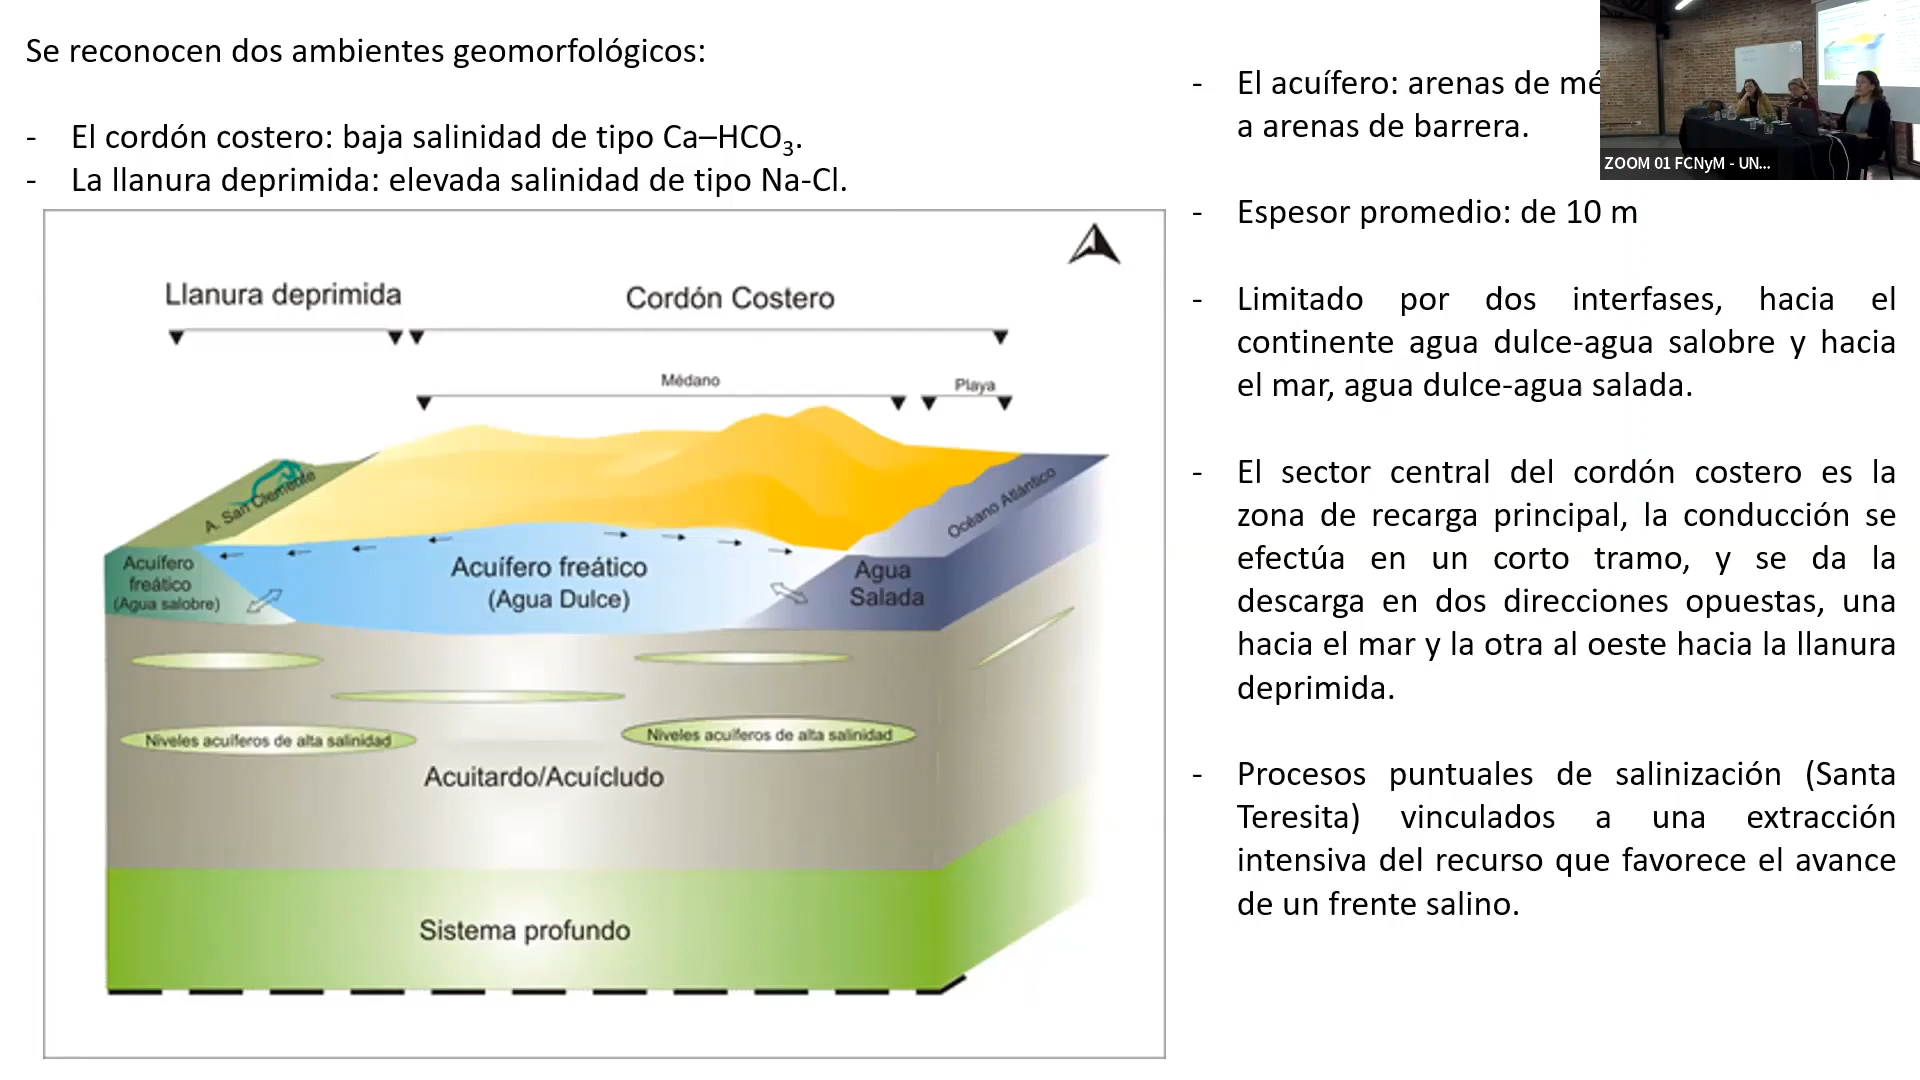 Se reconocen dos ambientes geomorfológicos:
- El cordón costero: baja salinidad de tipo Ca–HCO₃.
- La llanura deprimida: elevada salinidad de tipo Na-Cl.
Llanura deprimida
Cordón Costero
Médano
Playa
A. San Clemente
Océano Atlántico
Acuífero
freático
(Agua salobre)
Acuífero freático
(Agua Dulce)
Agua
Salada
Niveles acuíferos de alta salinidad
Niveles acuíferos de alta salinidad
Acuitardo/Acuícludo
Sistema profundo
- El acuífero: arenas de
a arenas de barrera.
- Espesor promedio: de 10 m
- Limitado por dos interfases, hacia el
continente agua dulce-agua salobre y hacia
el mar, agua dulce-agua salada.
- El sector central del cordón costero es la
zona de recarga principal, la conducción se
efectúa en un corto tramo, y se da la
descarga en dos direcciones opuestas, una
hacia el mar y la otra al oeste hacia la llanura
deprimida.
- Procesos puntuales de salinización (Santa
Teresita) vinculados a una extracción
intensiva del recurso que favorece el avance
de un frente salino.
ZOOM 01 FCNyM - UN...